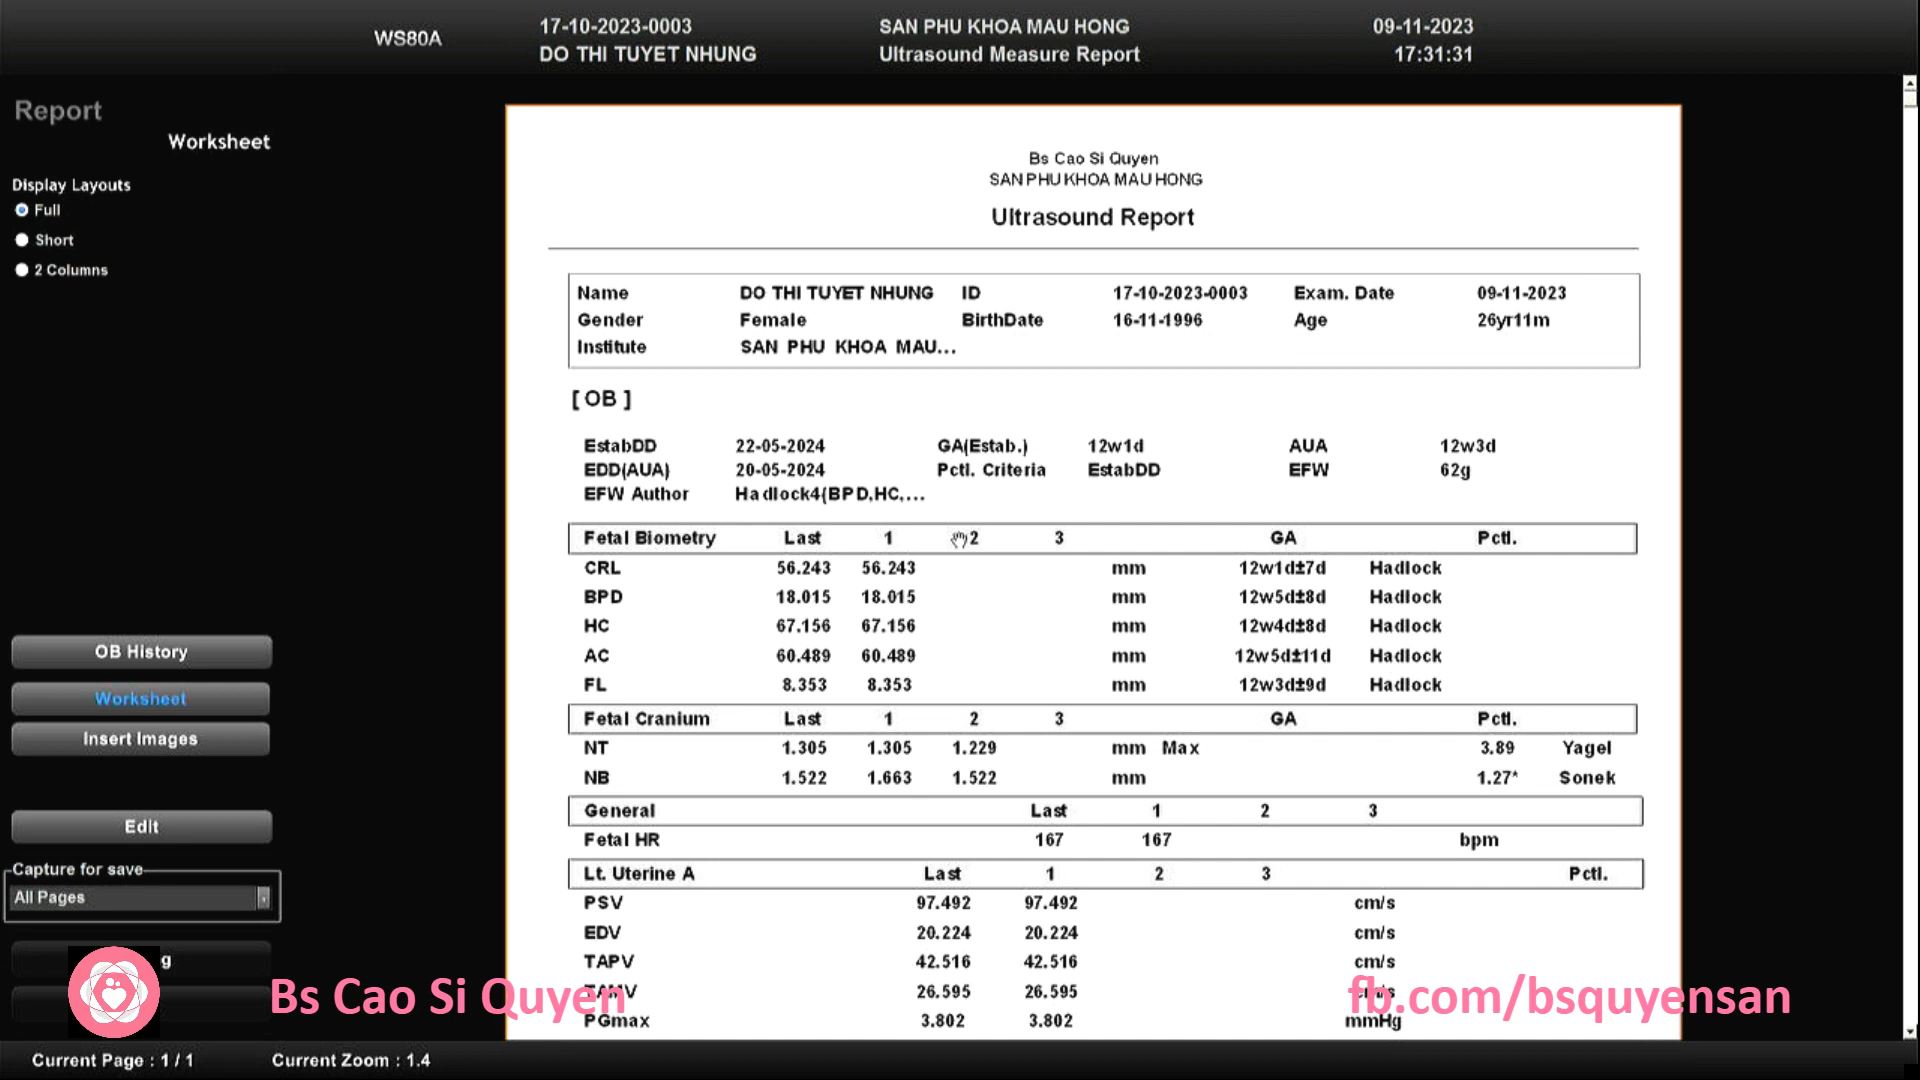 WS80A
17-10-2023-0003
DO THI TUYET NHUNG
SAN PHU KHOA MAU HONG
Ultrasound Measure Report
09-11-2023
17:31:31
Report
Worksheet
Display Layouts
Full
Short
2 Columns
OB History
Worksheet
Insert Images
Edit
Capture for save
All Pages
Bs Cao Si Quyen
SAN PHU KHOA MAU HONG
Ultrasound Report
Name DO THI TUYET NHUNG ID 17-10-2023-0003 Exam. Date 09-11-2023
Gender Female BirthDate 16-11-1996 Age 26yr11m
Institute SAN PHU KHOA MAU...
[ OB ]
EstabDD 22-05-2024 GA(Estab.) 12w1d AUA 12w3d
EDD(AUA) 20-05-2024 Pctl. Criteria EstabDD EFW 62g
EFW Author Hadlock4(BPD,HC,...
Fetal Biometry Last 1 2 3 GA Pctl.
CRL 56.243 56.243 mm 12w1d±7d Hadlock
BPD 18.015 18.015 mm 12w5d±8d Hadlock
HC 67.156 67.156 mm 12w4d±8d Hadlock
AC 60.489 60.489 mm 12w5d±11d Hadlock
FL 8.353 8.353 mm 12w3d±9d Hadlock
Fetal Cranium Last 1 2 3 GA Pctl.
NT 1.305 1.305 1.229 mm Max 3.89 Yagel
NB 1.522 1.663 1.522 mm 1.27* Sonek
General Last 1 2 3
Fetal HR 167 167 bpm
Lt. Uterine A Last 1 2 3 Pctl.
PSV 97.492 97.492 cm/s
EDV 20.224 20.224 cm/s
TAPV 42.516 42.516 cm/s
TAMV 26.595 26.595 cm/s
PGmax 3.802 3.802 mmHg
Bs Cao Si Quyen
fb.com/bsquyensan
Current Page : 1 / 1
Current Zoom : 1.4